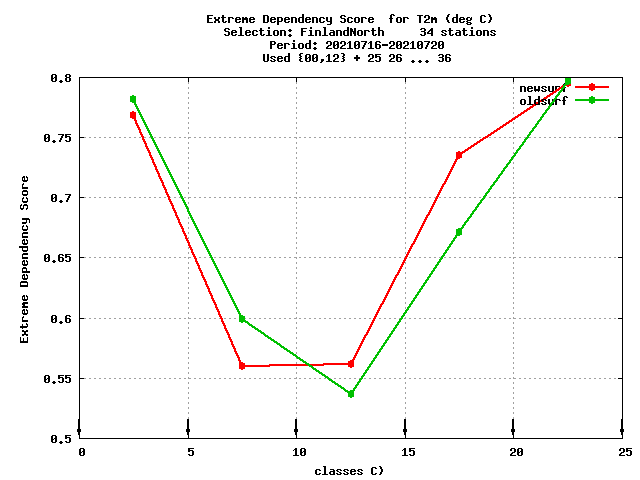 Extreme Dependency Score  for T2m (deg C)
Selection: FinlandNorth     34 stations
Period: 20210716-20210720
Used {00,12} + 25 26 ... 36
newsurf
oldsurf
0.8
0.75
0.7
0.65
0.6
0.55
0.5
Extreme Dependency Score
0 5 10 15 20 25
classes C)